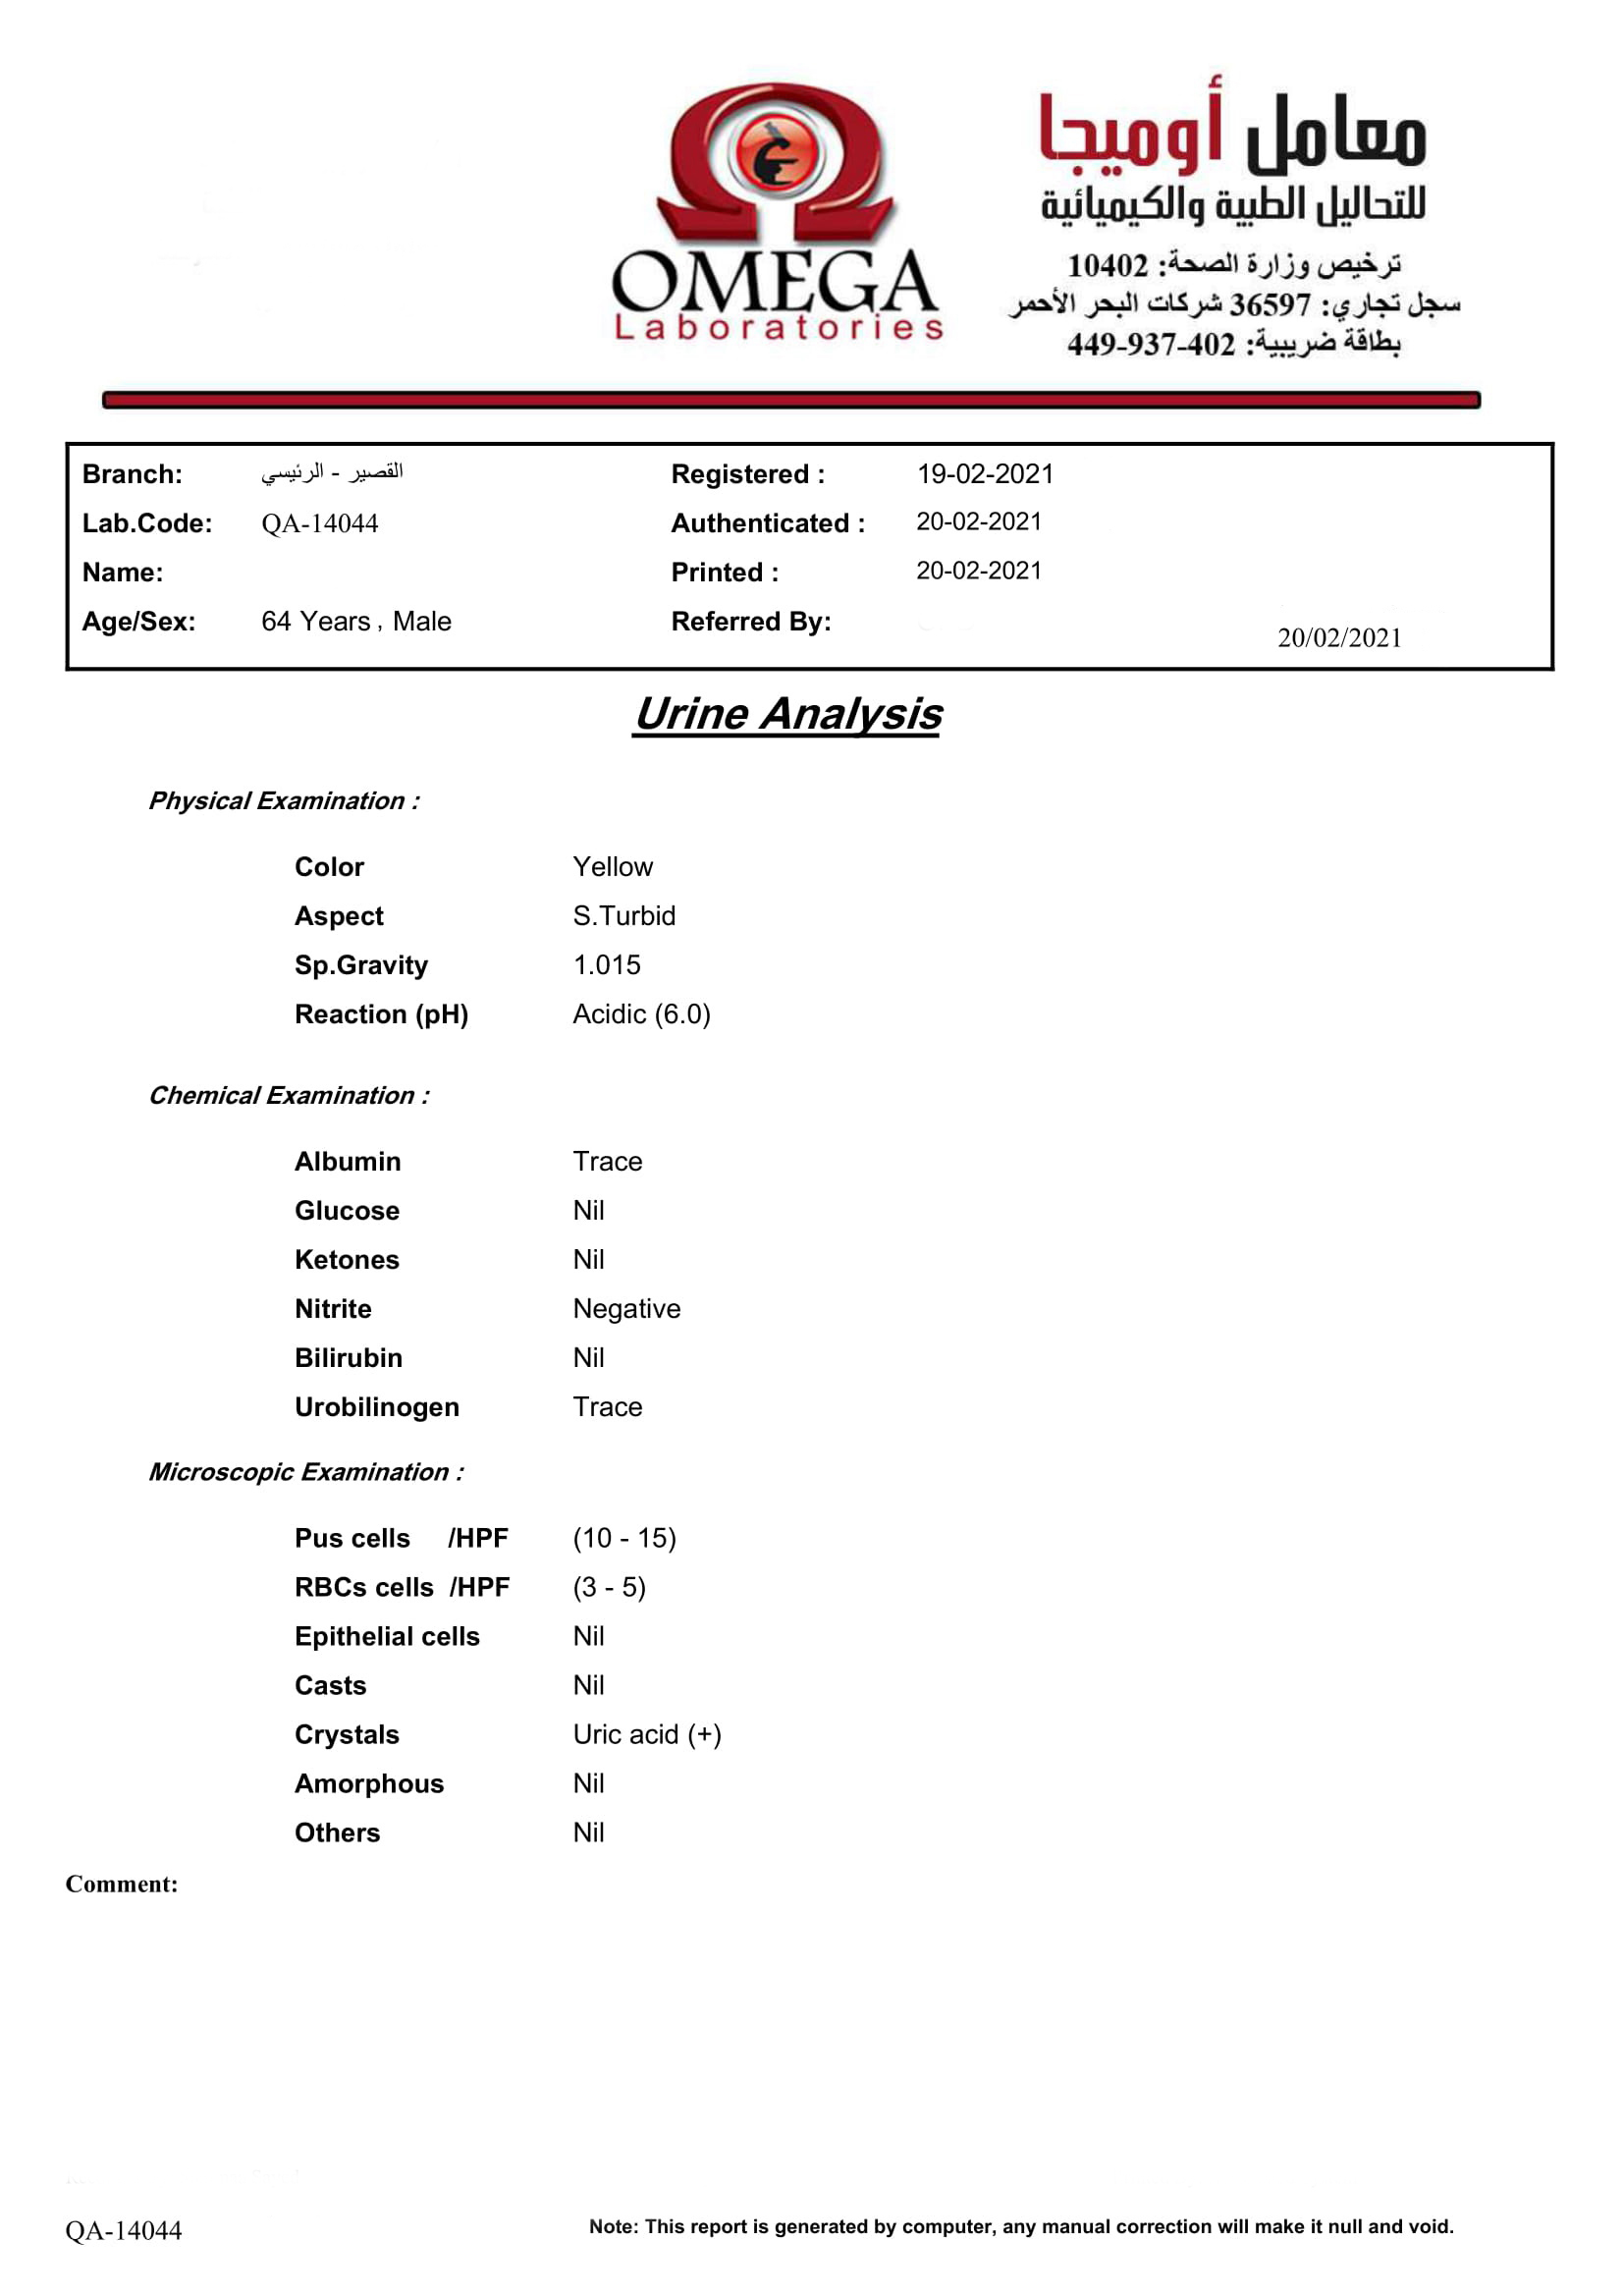 معامل أوميجا
للتحاليل الطبية والكيميائية
ترخيص وزارة الصحة: 10402
سجل تجاري: 36597 شركات البحر الأحمر
بطاقة ضريبية: 402-937-449
OMEGA
Laboratories
Branch: القصير - الرئيسي Registered : 19-02-2021
Lab.Code: QA-14044 Authenticated : 20-02-2021
Name: Printed : 20-02-2021
Age/Sex: 64 Years , Male Referred By: 20/02/2021
Urine Analysis
Physical Examination :
Color Yellow
Aspect S.Turbid
Sp.Gravity 1.015
Reaction (pH) Acidic (6.0)
Chemical Examination :
Albumin Trace
Glucose Nil
Ketones Nil
Nitrite Negative
Bilirubin Nil
Urobilinogen Trace
Microscopic Examination :
Pus cells /HPF (10 - 15)
RBCs cells /HPF (3 - 5)
Epithelial cells Nil
Casts Nil
Crystals Uric acid (+)
Amorphous Nil
Others Nil
Comment:
QA-14044 Note: This report is generated by computer, any manual correction will make it null and void.